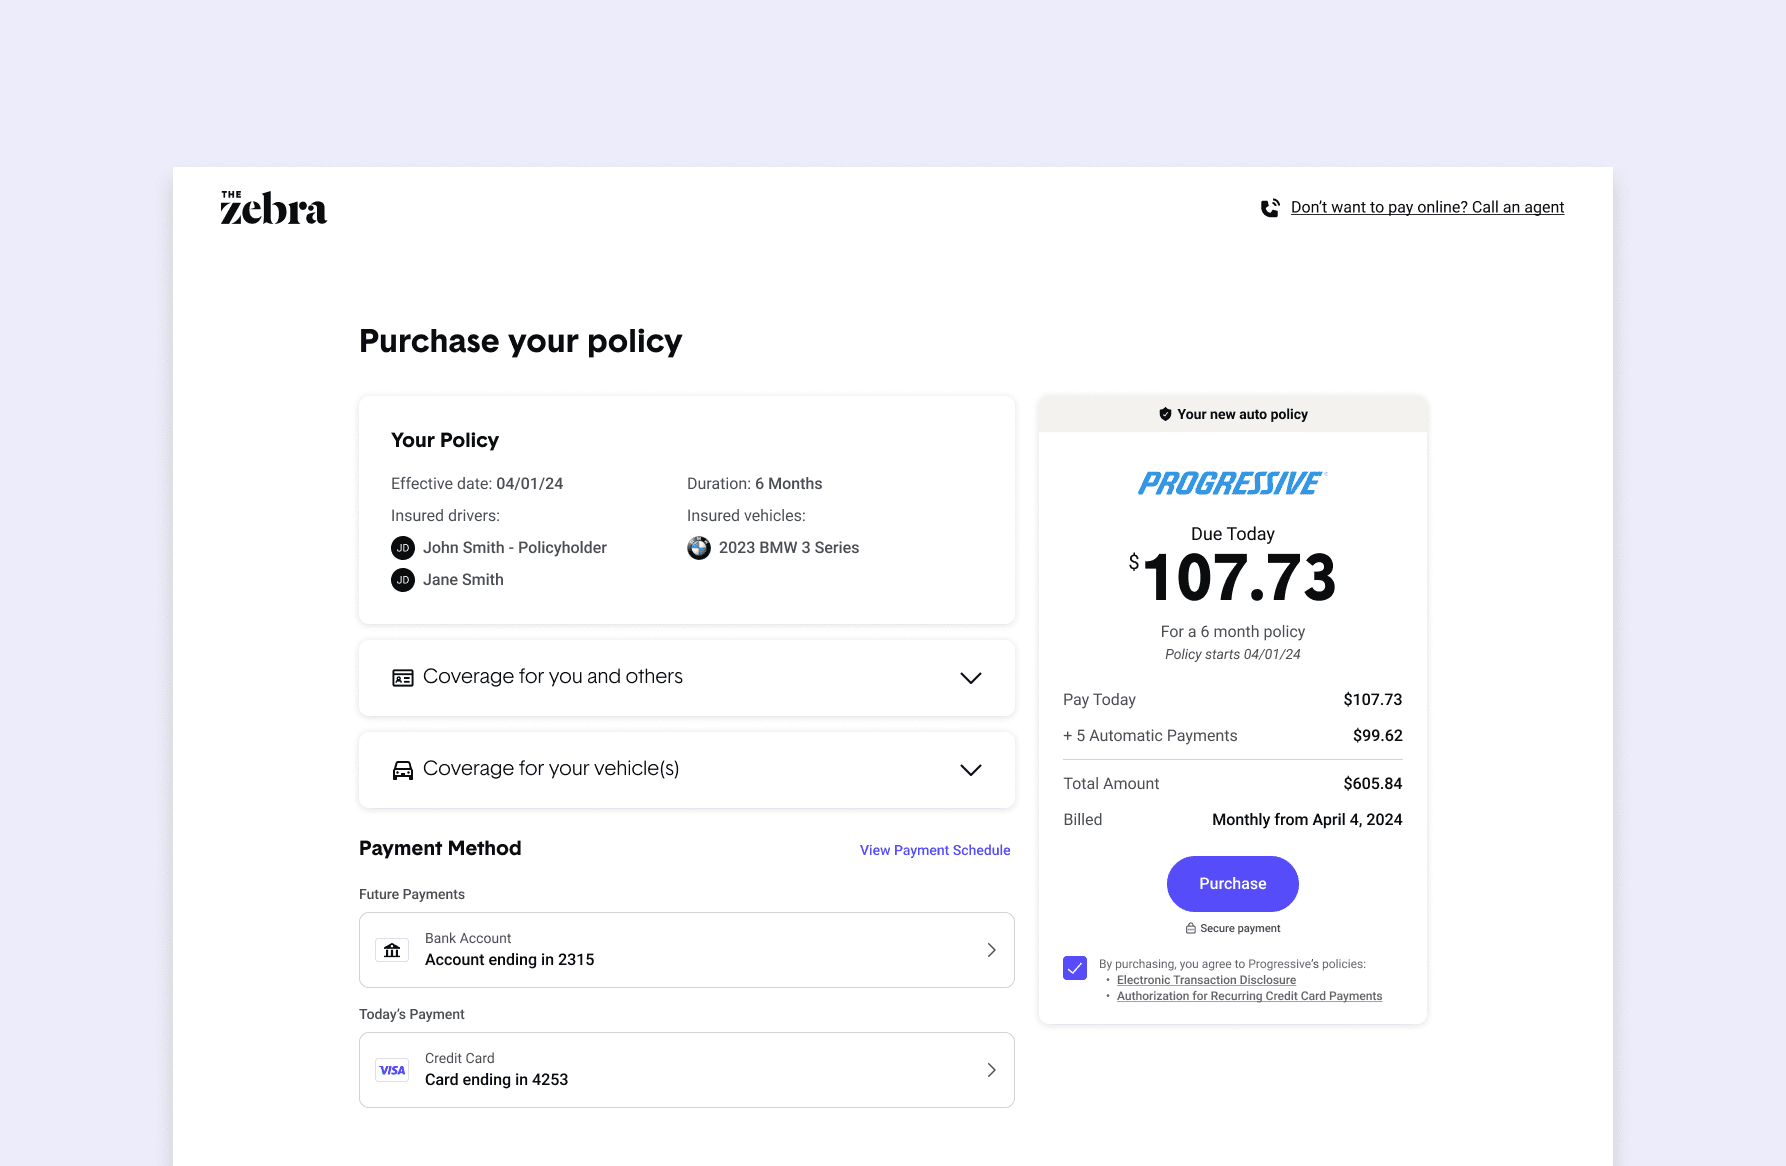 THE
zebra
Don’t want to pay online? Call an agent
Purchase your policy
Your Policy
Effective date: 04/01/24
Duration: 6 Months
Insured drivers:
Insured vehicles:
JD John Smith - Policyholder
2023 BMW 3 Series
JD Jane Smith
Coverage for you and others
Coverage for your vehicle(s)
Payment Method
View Payment Schedule
Future Payments
Bank Account
Account ending in 2315
Today’s Payment
Credit Card
VISA
Card ending in 4253
Your new auto policy
PROGRESSIVE
Due Today
$107.73
For a 6 month policy
Policy starts 04/01/24
Pay Today $107.73
+ 5 Automatic Payments $99.62
Total Amount $605.84
Billed Monthly from April 4, 2024
Purchase
Secure payment
By purchasing, you agree to Progressive’s policies:
• Electronic Transaction Disclosure
• Authorization for Recurring Credit Card Payments